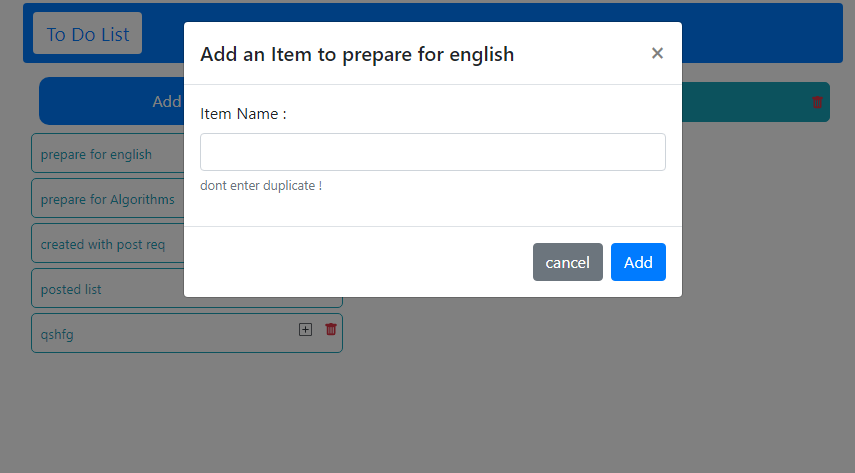 To Do List
Add an Item to prepare for english
×
Add
Item Name :
dont enter duplicate !
cancel
Add
prepare for english
prepare for Algorithms
created with post req
posted list
qshfg